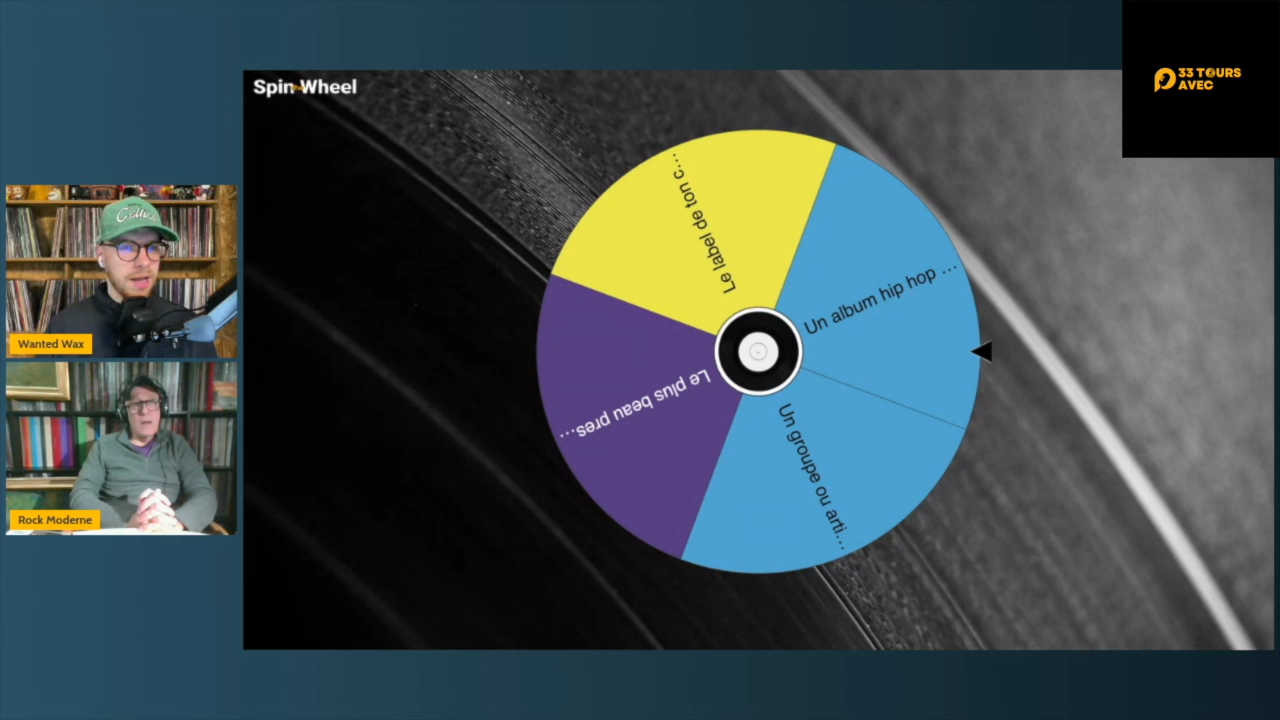 Spin The Wheel
33 TOURS
AVEC
Le label de ton c...
Un album hip hop ...
Le plus beau pres...
Un groupe ou arti...
Wanted Wax
Rock Moderne